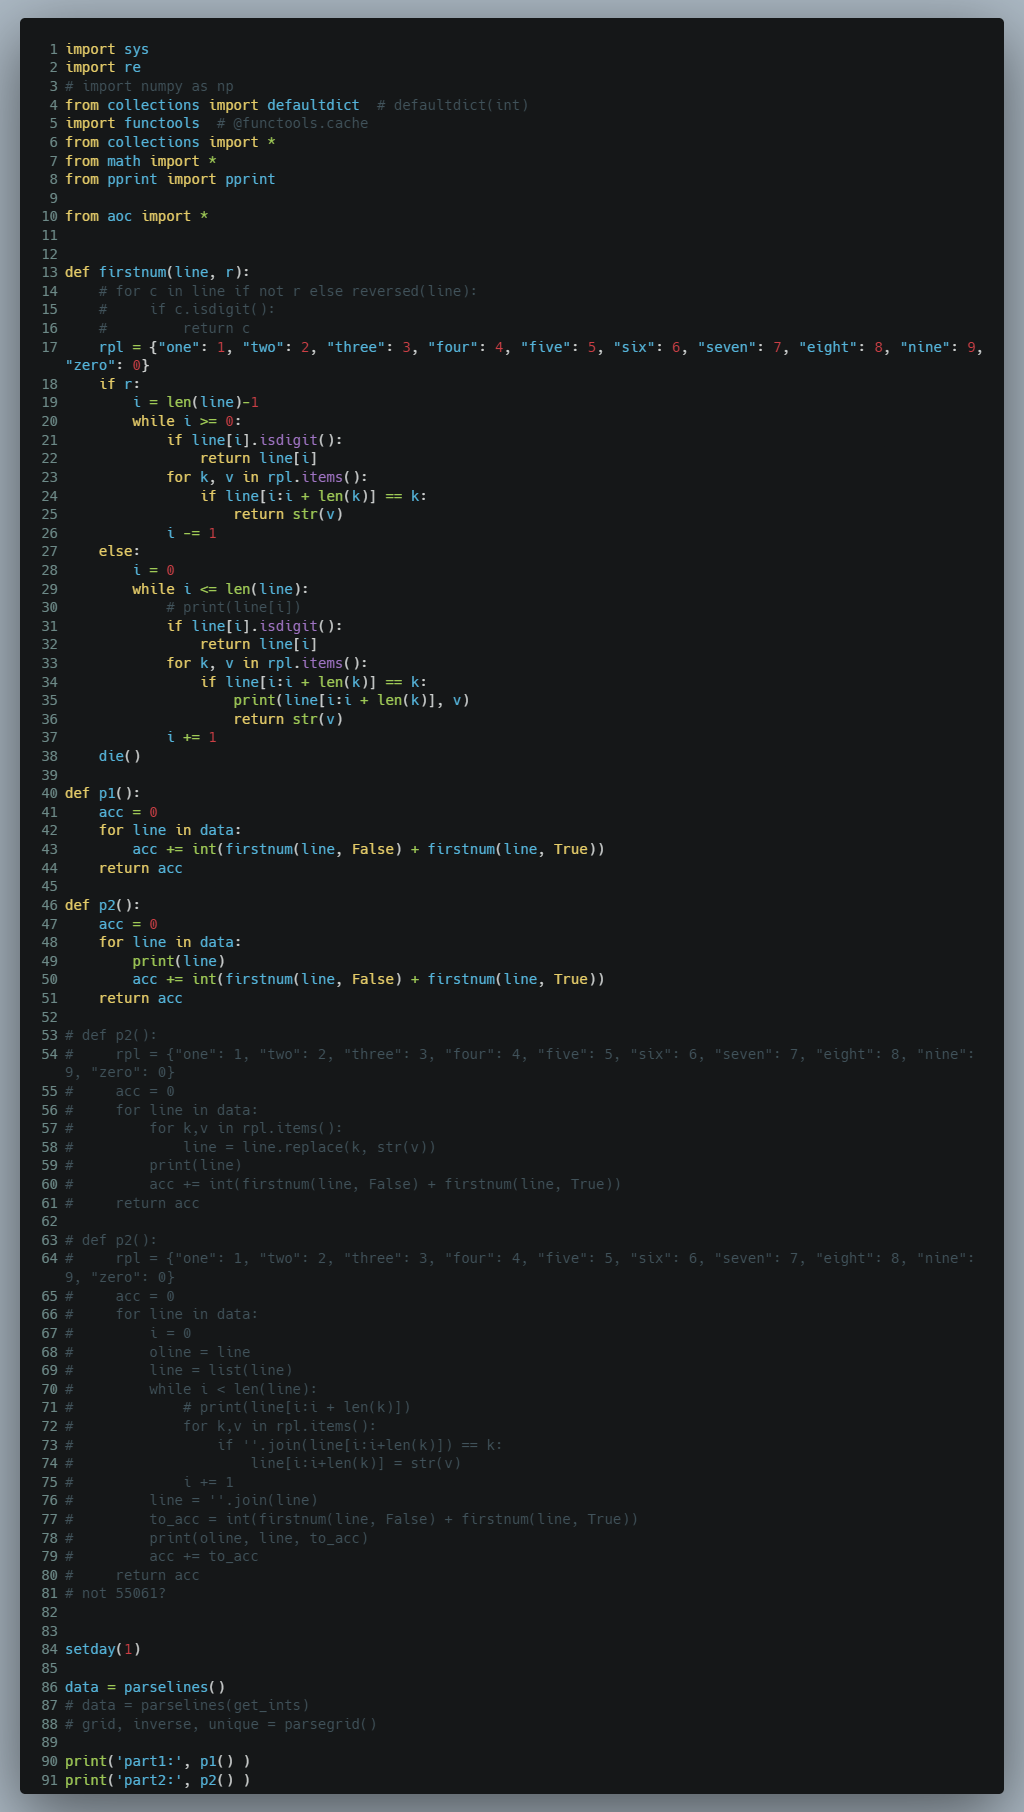 1 import sys
2 import re
3 # import numpy as np
4 from collections import defaultdict  # defaultdict(int)
5 import functools  # @functools.cache
6 from collections import *
7 from math import *
8 from pprint import pprint
9
10 from aoc import *
11
12
13 def firstnum(line, r):
14     # for c in line if not r else reversed(line):
15     #     if c.isdigit():
16     #         return c
17     rpl = {"one": 1, "two": 2, "three": 3, "four": 4, "five": 5, "six": 6, "seven": 7, "eight": 8, "nine": 9,
"zero": 0}
18     if r:
19         i = len(line)-1
20         while i >= 0:
21             if line[i].isdigit():
22                 return line[i]
23             for k, v in rpl.items():
24                 if line[i:i + len(k)] == k:
25                     return str(v)
26             i -= 1
27     else:
28         i = 0
29         while i <= len(line):
30             # print(line[i])
31             if line[i].isdigit():
32                 return line[i]
33             for k, v in rpl.items():
34                 if line[i:i + len(k)] == k:
35                     print(line[i:i + len(k)], v)
36                     return str(v)
37             i += 1
38     die()
39
40 def p1():
41     acc = 0
42     for line in data:
43         acc += int(firstnum(line, False) + firstnum(line, True))
44     return acc
45
46 def p2():
47     acc = 0
48     for line in data:
49         print(line)
50         acc += int(firstnum(line, False) + firstnum(line, True))
51     return acc
52
53 # def p2():
54 #     rpl = {"one": 1, "two": 2, "three": 3, "four": 4, "five": 5, "six": 6, "seven": 7, "eight": 8, "nine":
9, "zero": 0}
55 #     acc = 0
56 #     for line in data:
57 #         for k,v in rpl.items():
58 #             line = line.replace(k, str(v))
59 #         print(line)
60 #         acc += int(firstnum(line, False) + firstnum(line, True))
61 #     return acc
62
63 # def p2():
64 #     rpl = {"one": 1, "two": 2, "three": 3, "four": 4, "five": 5, "six": 6, "seven": 7, "eight": 8, "nine":
9, "zero": 0}
65 #     acc = 0
66 #     for line in data:
67 #         i = 0
68 #         oline = line
69 #         line = list(line)
70 #         while i < len(line):
71 #             # print(line[i:i + len(k)])
72 #             for k,v in rpl.items():
73 #                 if ''.join(line[i:i+len(k)]) == k:
74 #                     line[i:i+len(k)] = str(v)
75 #             i += 1
76 #         line = ''.join(line)
77 #         to_acc = int(firstnum(line, False) + firstnum(line, True))
78 #         print(oline, line, to_acc)
79 #         acc += to_acc
80 #     return acc
81 # not 55061?
82
83
84 setday(1)
85
86 data = parselines()
87 # data = parselines(get_ints)
88 # grid, inverse, unique = parsegrid()
89
90 print('part1:', p1() )
91 print('part2:', p2() )